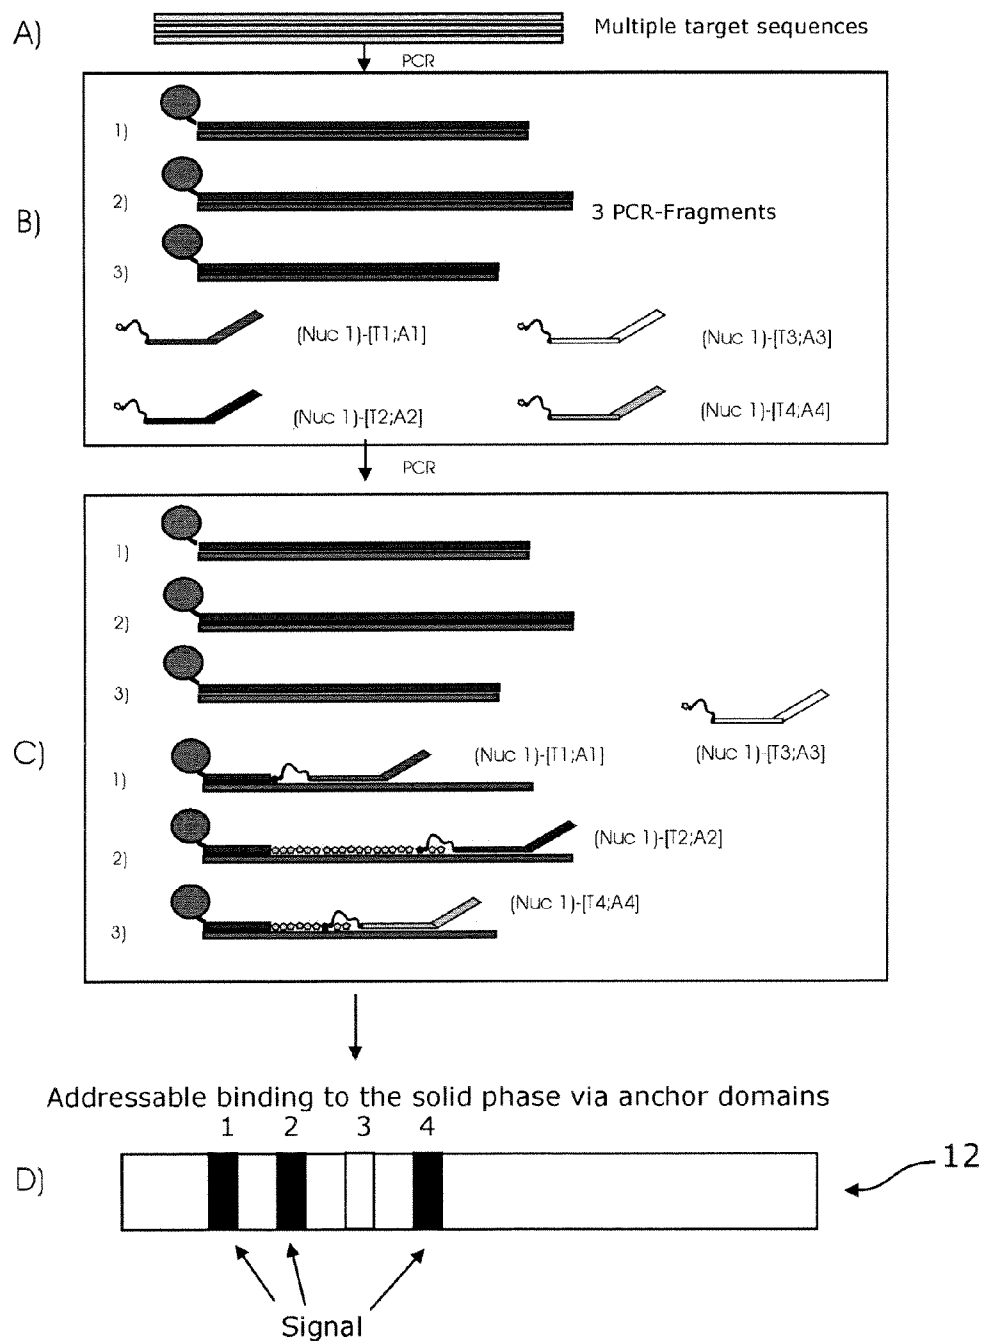 A)
Multiple target sequences
PCR
B)
1)
2)
3 PCR-Fragments
3)
(Nuc 1)-[T1;A1]
(Nuc 1)-[T3;A3]
(Nuc 1)-[T2;A2]
(Nuc 1)-[T4;A4]
PCR
C)
1)
2)
3)
(Nuc 1)-[T3;A3]
1)
(Nuc 1)-[T1;A1]
2)
(Nuc 1)-[T2;A2]
3)
(Nuc 1)-[T4;A4]
Addressable binding to the solid phase via anchor domains
1 2 3 4
D)
12
Signal